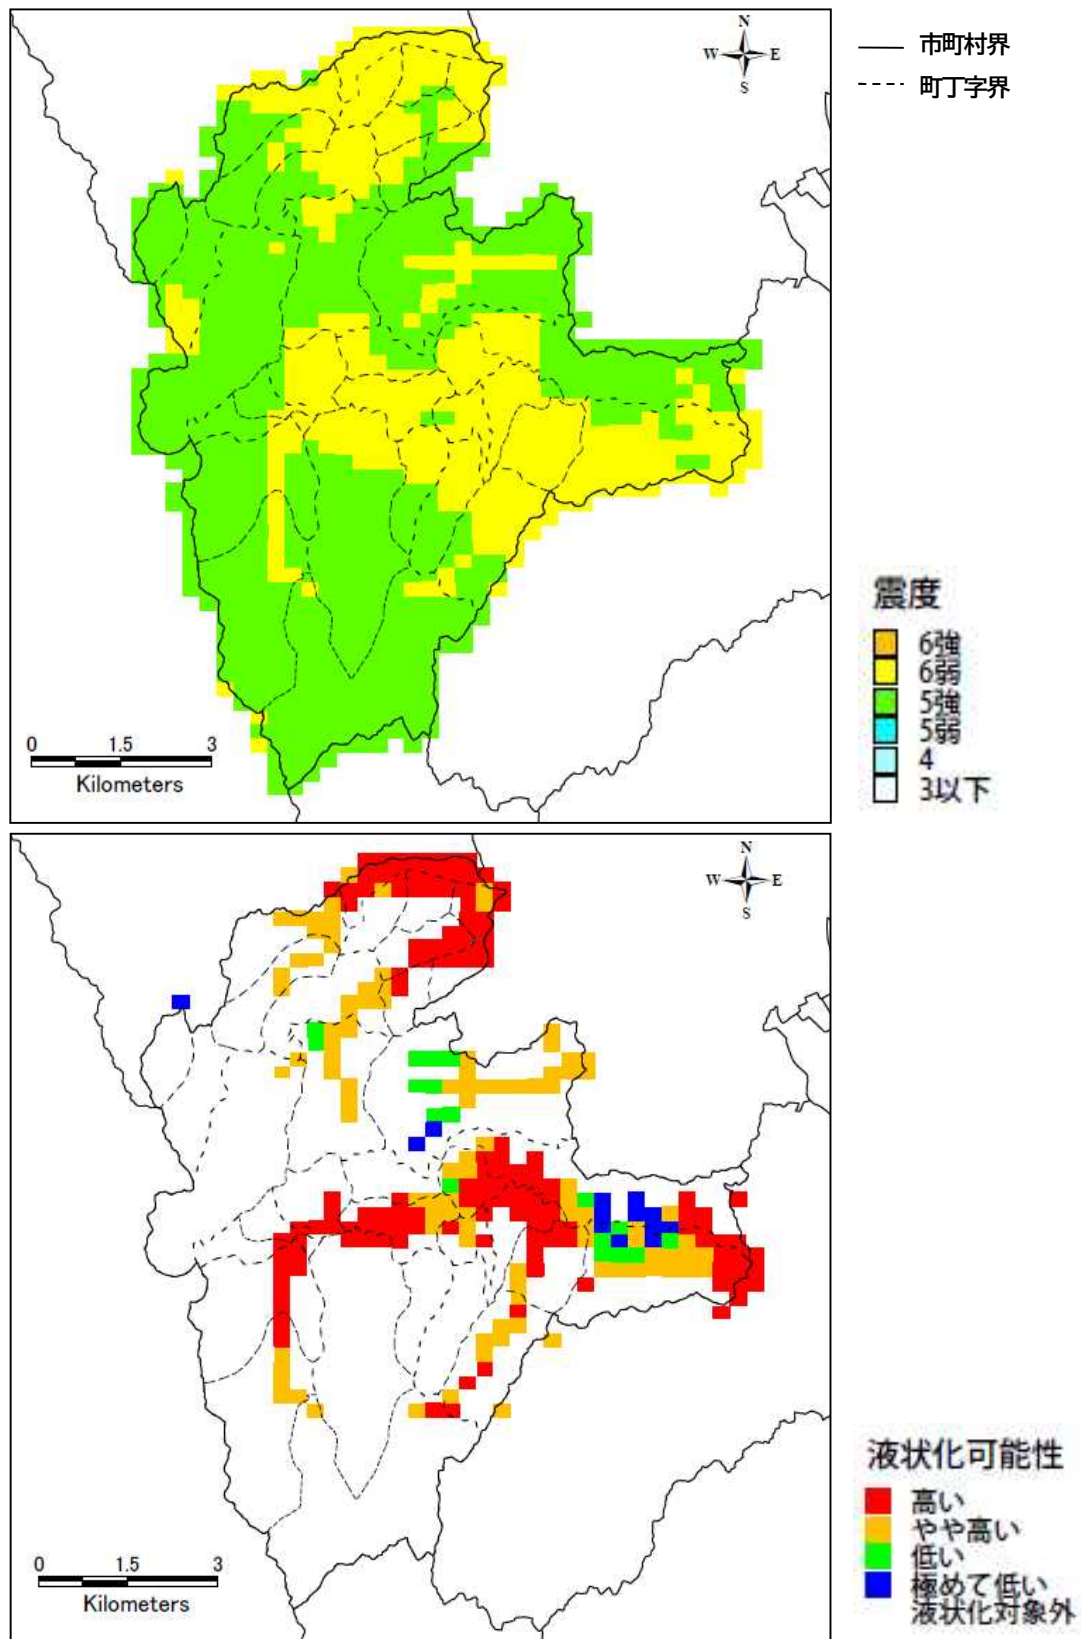 N
W E
S
市町村界
町丁字界
震度
6強
6弱
5強
5弱
4
3以下
0 1.5 3
Kilometers
N
W E
S
液状化可能性
高い
やや高い
低い
極めて低い
液状化対象外
0 1.5 3
Kilometers